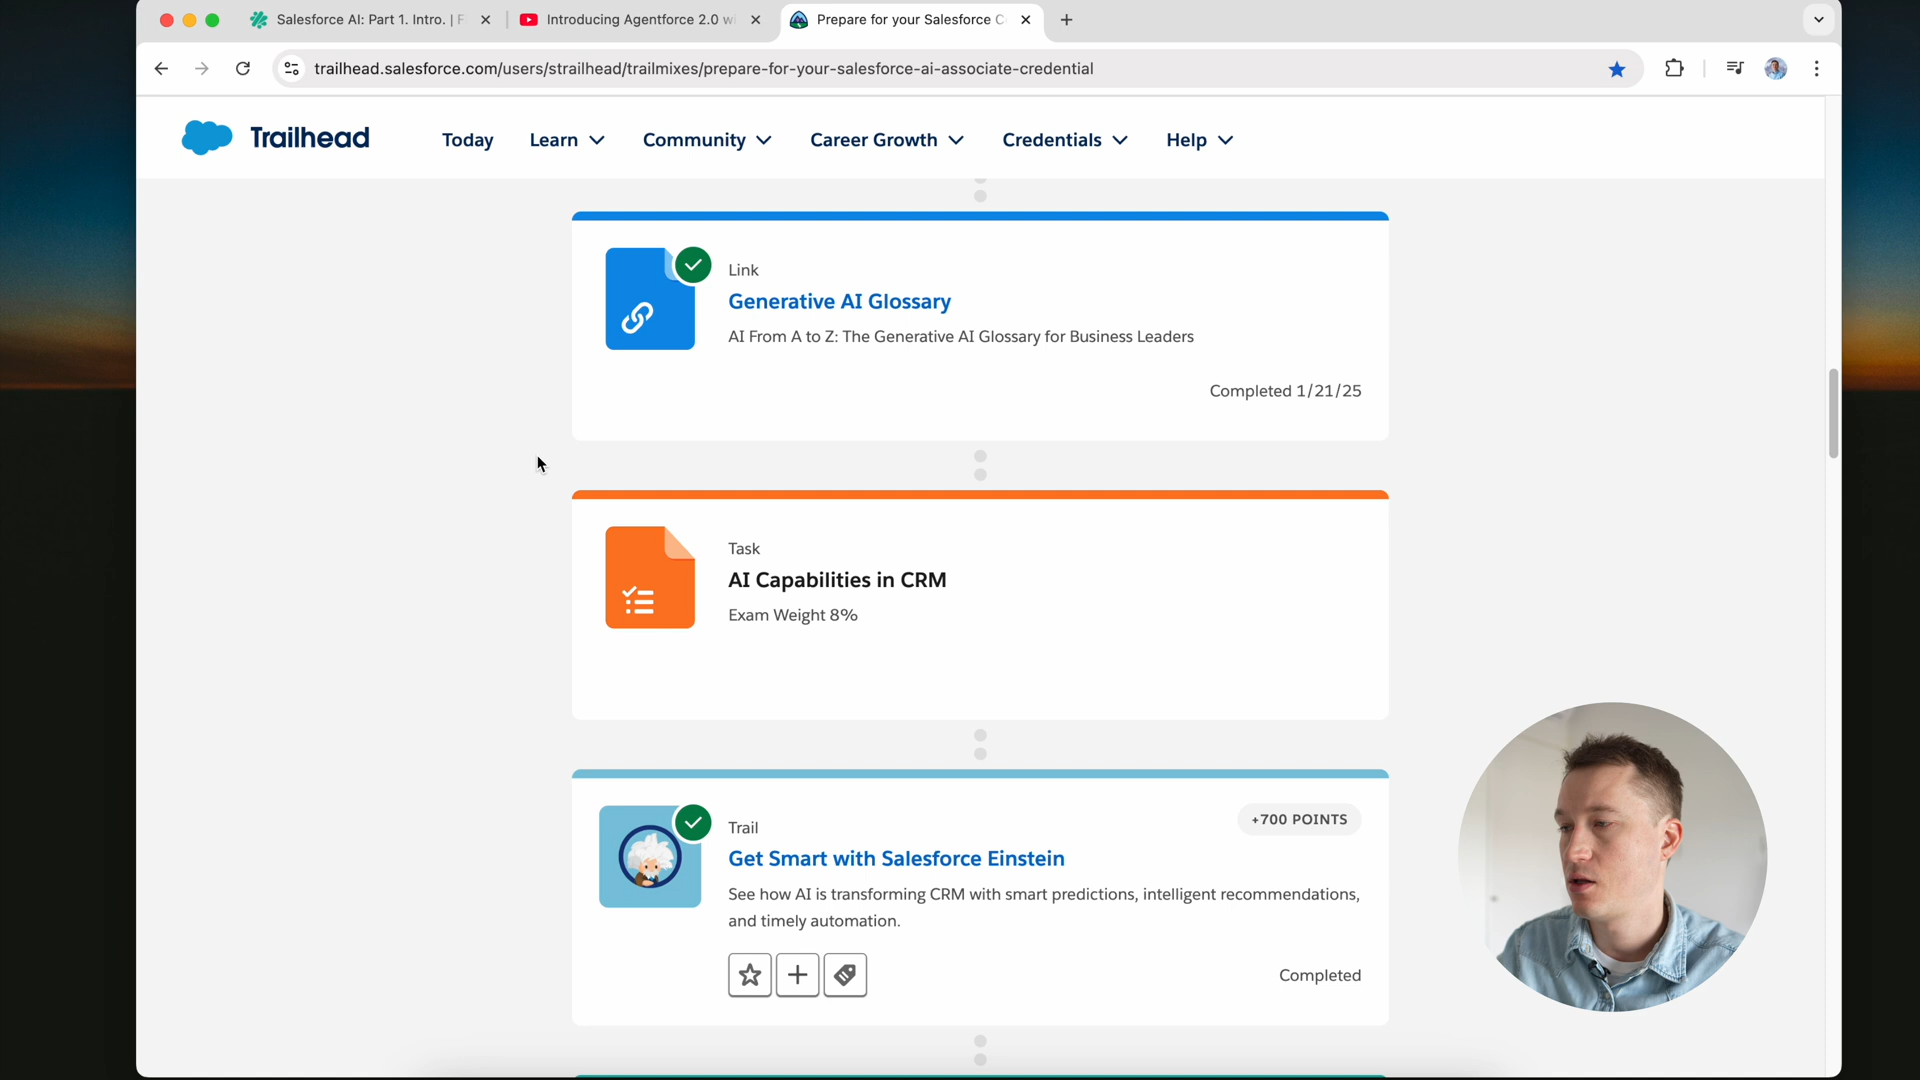 Salesforce AI: Part 1. Intro. | F
Introducing Agentforce 2.0 w
Prepare for your Salesforce C
trailhead.salesforce.com/users/strailhead/trailmixes/prepare-for-your-salesforce-ai-associate-credential
Trailhead
Today
Learn
Community
Career Growth
Credentials
Help
Link
Generative AI Glossary
AI From A to Z: The Generative AI Glossary for Business Leaders
Completed 1/21/25
Task
AI Capabilities in CRM
Exam Weight 8%
+700 POINTS
Trail
Get Smart with Salesforce Einstein
See how AI is transforming CRM with smart predictions, intelligent recommendations,
and timely automation.
Completed